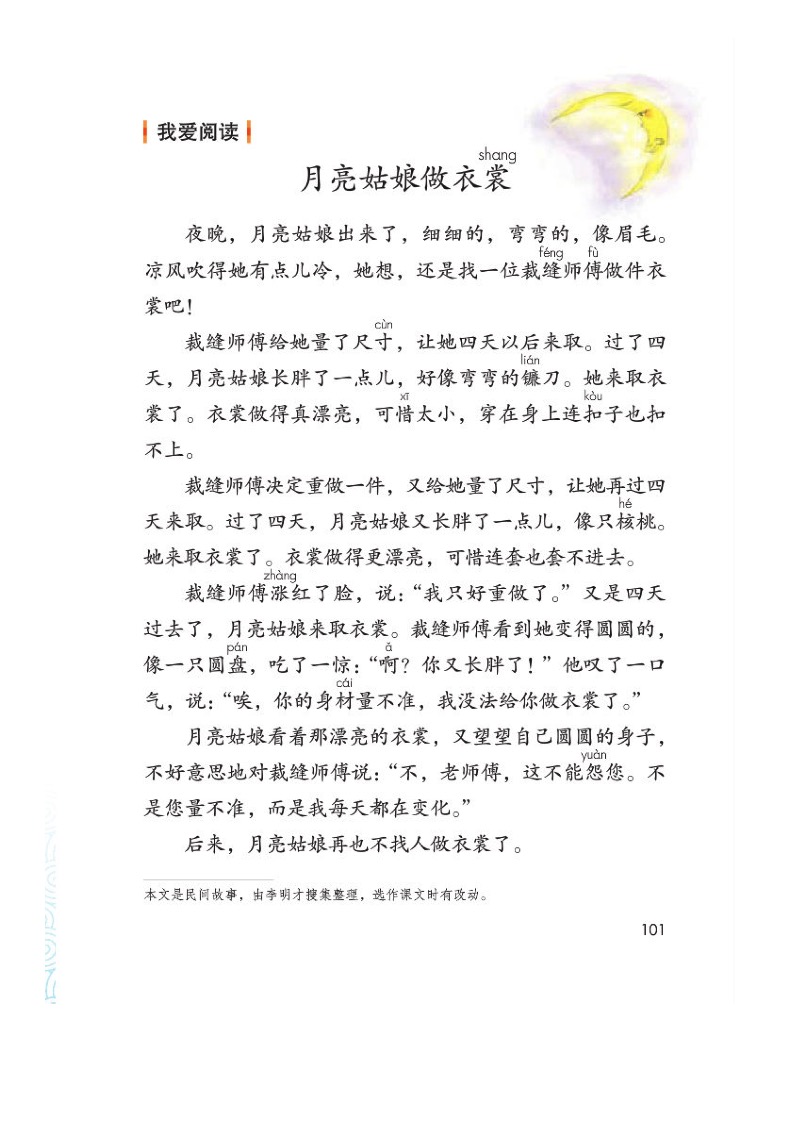 我爱阅读
shang
月亮姑娘做衣裳
夜晚，月亮姑娘出来了，细细的，弯弯的，像眉毛。
féng fù
凉风吹得她有点儿冷，她想，还是找一位裁缝师傅做件衣
裳吧！
cùn
裁缝师傅给她量了尺寸，让她四天以后来取。过了四
lián
天，月亮姑娘长胖了一点儿，好像弯弯的镰刀。她来取衣
xī kòu
裳了。衣裳做得真漂亮，可惜太小，穿在身上连扣子也扣
不上。
裁缝师傅决定重做一件，又给她量了尺寸，让她再过四
hé
天来取。过了四天，月亮姑娘又长胖了一点儿，像只核桃。
她来取衣裳了。衣裳做得更漂亮，可惜连套也套不进去。
zhàng
裁缝师傅涨红了脸，说：“我只好重做了。”又是四天
过去了，月亮姑娘来取衣裳。裁缝师傅看到她变得圆圆的，
pán ǎ
像一只圆盘，吃了一惊：“啊？你又长胖了！”他叹了一口
cái
气，说：“唉，你的身材量不准，我没法给你做衣裳了。”
月亮姑娘看着那漂亮的衣裳，又望望自己圆圆的身子，
yuàn
不好意思地对裁缝师傅说：“不，老师傅，这不能怨您。不
是您量不准，而是我每天都在变化。”
后来，月亮姑娘再也不找人做衣裳了。
本文是民间故事，由李明才搜集整理，选作课文时有改动。
101